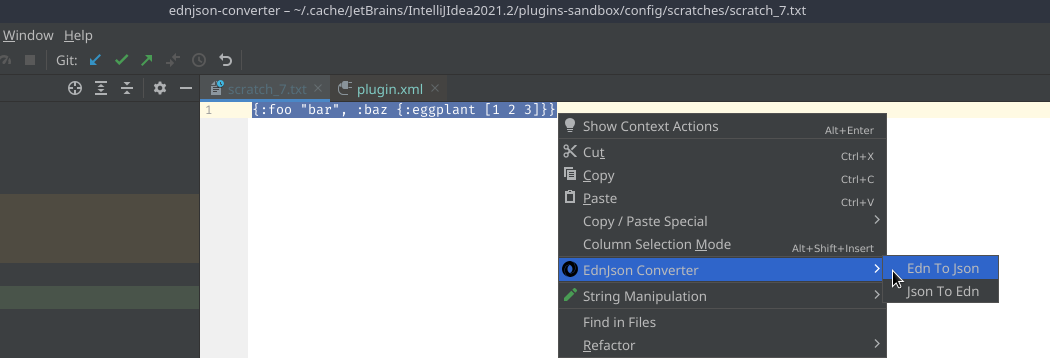 ednjson-converter – ~/.cache/JetBrains/IntelliJIdea2021.2/plugins-sandbox/config/scratches/scratch_7.txt
Window Help
Git:
scratch_7.txt plugin.xml
1 {:foo "bar", :baz {:eggplant [1 2 3]}}
Show Context Actions Alt+Enter
Cut Ctrl+X
Copy Ctrl+C
Paste Ctrl+V
Copy / Paste Special
Column Selection Mode Alt+Shift+Insert
EdnJson Converter
Edn To Json
Json To Edn
String Manipulation
Find in Files
Refactor